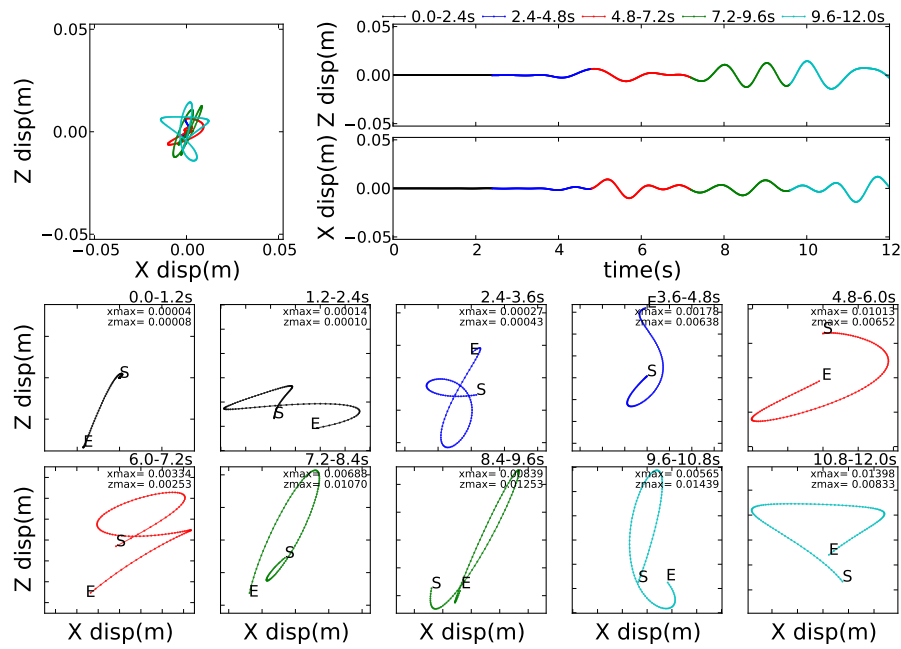 0.0-2.4s 2.4-4.8s 4.8-7.2s 7.2-9.6s 9.6-12.0s
0.05
0.00
−0.05
Z disp(m)
−0.05 0.00 0.05
X disp(m)
0.05
0.00
−0.05
Z disp(m)
0.05
0.00
−0.05
X disp(m)
0 2 4 6 8 10 12
time(s)
0.0-1.2s
xmax= 0.00004
zmax= 0.00008
S
E
Z disp(m)
1.2-2.4s
xmax= 0.00014
zmax= 0.00010
S
E
2.4-3.6s
xmax= 0.00027
zmax= 0.00043
E
S
3.6-4.8s
xmax= 0.00178
zmax= 0.00638
E
S
4.8-6.0s
xmax= 0.01013
zmax= 0.00652
S
E
6.0-7.2s
xmax= 0.00334
zmax= 0.00253
S
E
Z disp(m)
X disp(m)
7.2-8.4s
xmax= 0.00688
zmax= 0.01070
S
E
X disp(m)
8.4-9.6s
xmax= 0.00839
zmax= 0.01253
S
E
X disp(m)
9.6-10.8s
xmax= 0.00565
zmax= 0.01439
S
E
X disp(m)
10.8-12.0s
xmax= 0.01398
zmax= 0.00833
E
S
X disp(m)